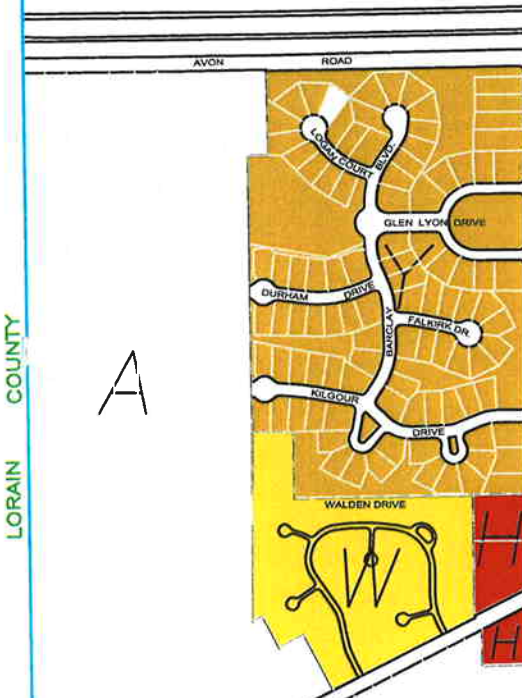 AVON ROAD
LOGAN COURT
BLVD.
GLEN LYON DRIVE
Y
DURHAM DRIVE
FALKIRK DR.
BARCLAY
LORAIN COUNTY
A
KILGOUR DRIVE
WALDEN DRIVE
H
W
H